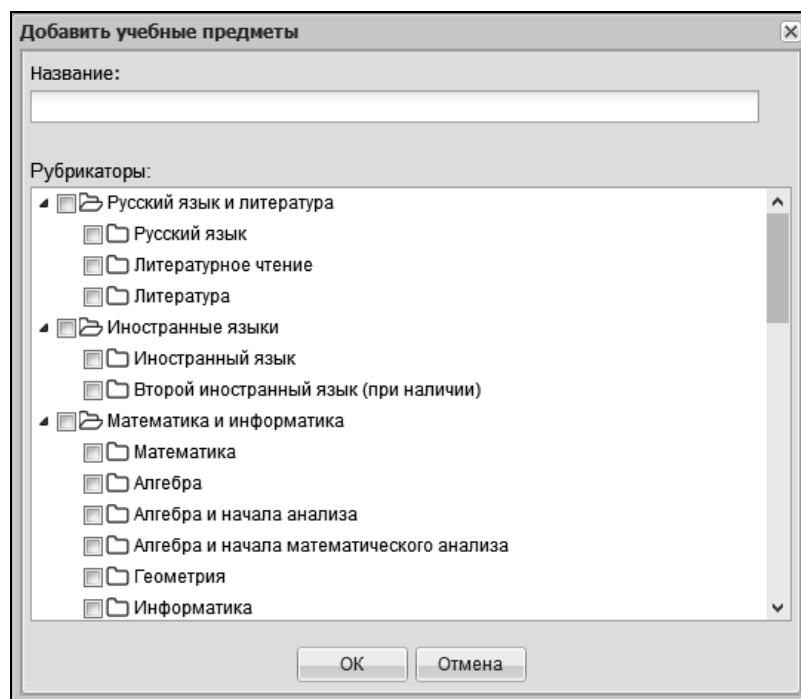 Добавить учебные предметы
Название:
Рубрикаторы:
Русский язык и литература
Русский язык
Литературное чтение
Литература
Иностранные языки
Иностранный язык
Второй иностранный язык (при наличии)
Математика и информатика
Математика
Алгебра
Алгебра и начала анализа
Алгебра и начала математического анализа
Геометрия
Информатика
ОК Отмена